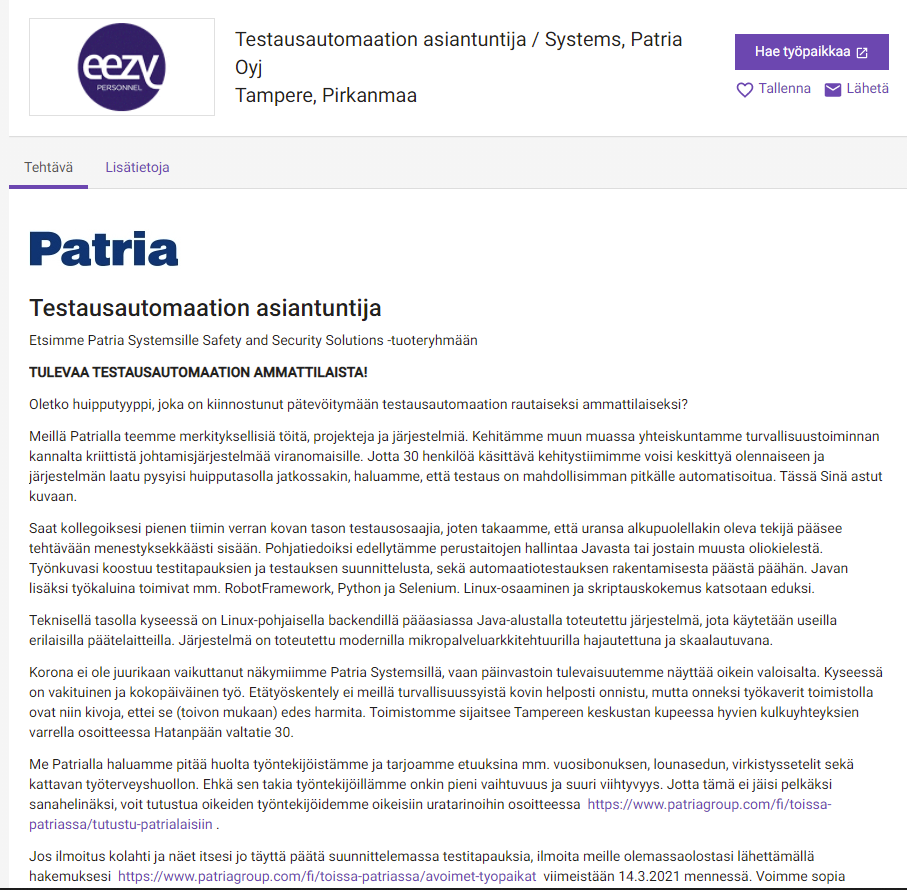 eezy
PERSONNEL
Testausautomaation asiantuntija / Systems, Patria
Oyj
Tampere, Pirkanmaa
Hae työpaikkaa
Tallenna
Lähetä
Tehtävä
Lisätietoja
Patria
Testausautomaation asiantuntija
Etsimme Patria Systemsille Safety and Security Solutions -tuoteryhmään
TULEVAA TESTAUSAUTOMAATION AMMATTILAISTA!
Oletko huipputyyppi, joka on kiinnostunut pätevöitymään testausautomaation rautaiseksi ammattilaiseksi?
Meillä Patrialla teemme merkityksellisiä töitä, projekteja ja järjestelmiä. Kehitämme muun muassa yhteiskuntamme turvallisuustoiminnan
kannalta kriittistä johtamisjärjestelmää viranomaisille. Jotta 30 henkilöä käsittävä kehitystiimimme voisi keskittyä olennaiseen ja
järjestelmän laatu pysyisi huipputasolla jatkossakin, haluamme, että testaus on mahdollisimman pitkälle automatisoitua. Tässä Sinä astut
kuvaan.
Saat kollegoiksesi pienen tiimin verran kovan tason testausosaajia, joten takaamme, että uransa alkupuolellakin oleva tekijä pääsee
tehtävään menestyksekkäästi sisään. Pohjatiedoiksi edellytämme perustaitojen hallintaa Javasta tai jostain muusta oliokielestä.
Työnkuvasi koostuu testitapauksien ja testauksen suunnittelusta, sekä automaatiotestauksen rakentamisesta päästä päähän. Javan
lisäksi työkaluina toimivat mm. RobotFramework, Python ja Selenium. Linux-osaaminen ja skriptauskokemus katsotaan eduksi.
Teknisellä tasolla kyseessä on Linux-pohjaisella backendillä pääasiassa Java-alustalla toteutettu järjestelmä, jota käytetään useilla
erilaisilla päätelaitteilla. Järjestelmä on toteutettu modernilla mikropalveluarkkitehtuurilla hajautettuna ja skaalautuvana.
Korona ei ole juurikaan vaikuttanut näkymiimme Patria Systemsillä, vaan päinvastoin tulevaisuutemme näyttää oikein valoisalta. Kyseessä
on vakituinen ja kokopäiväinen työ. Etätyöskentely ei meillä turvallisuussyistä kovin helposti onnistu, mutta onneksi työkaverit toimistolla
ovat niin kivoja, ettei se (toivon mukaan) edes harmita. Toimistomme sijaitsee Tampereen keskustan kupeessa hyvien kulkuyhteyksien
varrella osoitteessa Hatanpään valtatie 30.
Me Patrialla haluamme pitää huolta työntekijöistämme ja tarjoamme etuuksina mm. vuosibonuksen, lounasedun, virkistyssetelit sekä
kattavan työterveyshuollon. Ehkä sen takia työntekijöillämme onkin pieni vaihtuvuus ja suuri viihtyvyys. Jotta tämä ei jäisi pelkäksi
sanahelinäksi, voit tutustua oikeiden työntekijöidemme oikeisiin uratarinoihin osoitteessa https://www.patriagroup.com/fi/toissa-
patriassa/tutustu-patrialaisiin .
Jos ilmoitus kolahti ja näet itsesi jo täyttä päätä suunnittelemassa testitapauksia, ilmoita meille olemassaolostasi lähettämällä
hakemuksesi https://www.patriagroup.com/fi/toissa-patriassa/avoimet-tyopaikat viimeistään 14.3.2021 mennessä. Voimme sopia